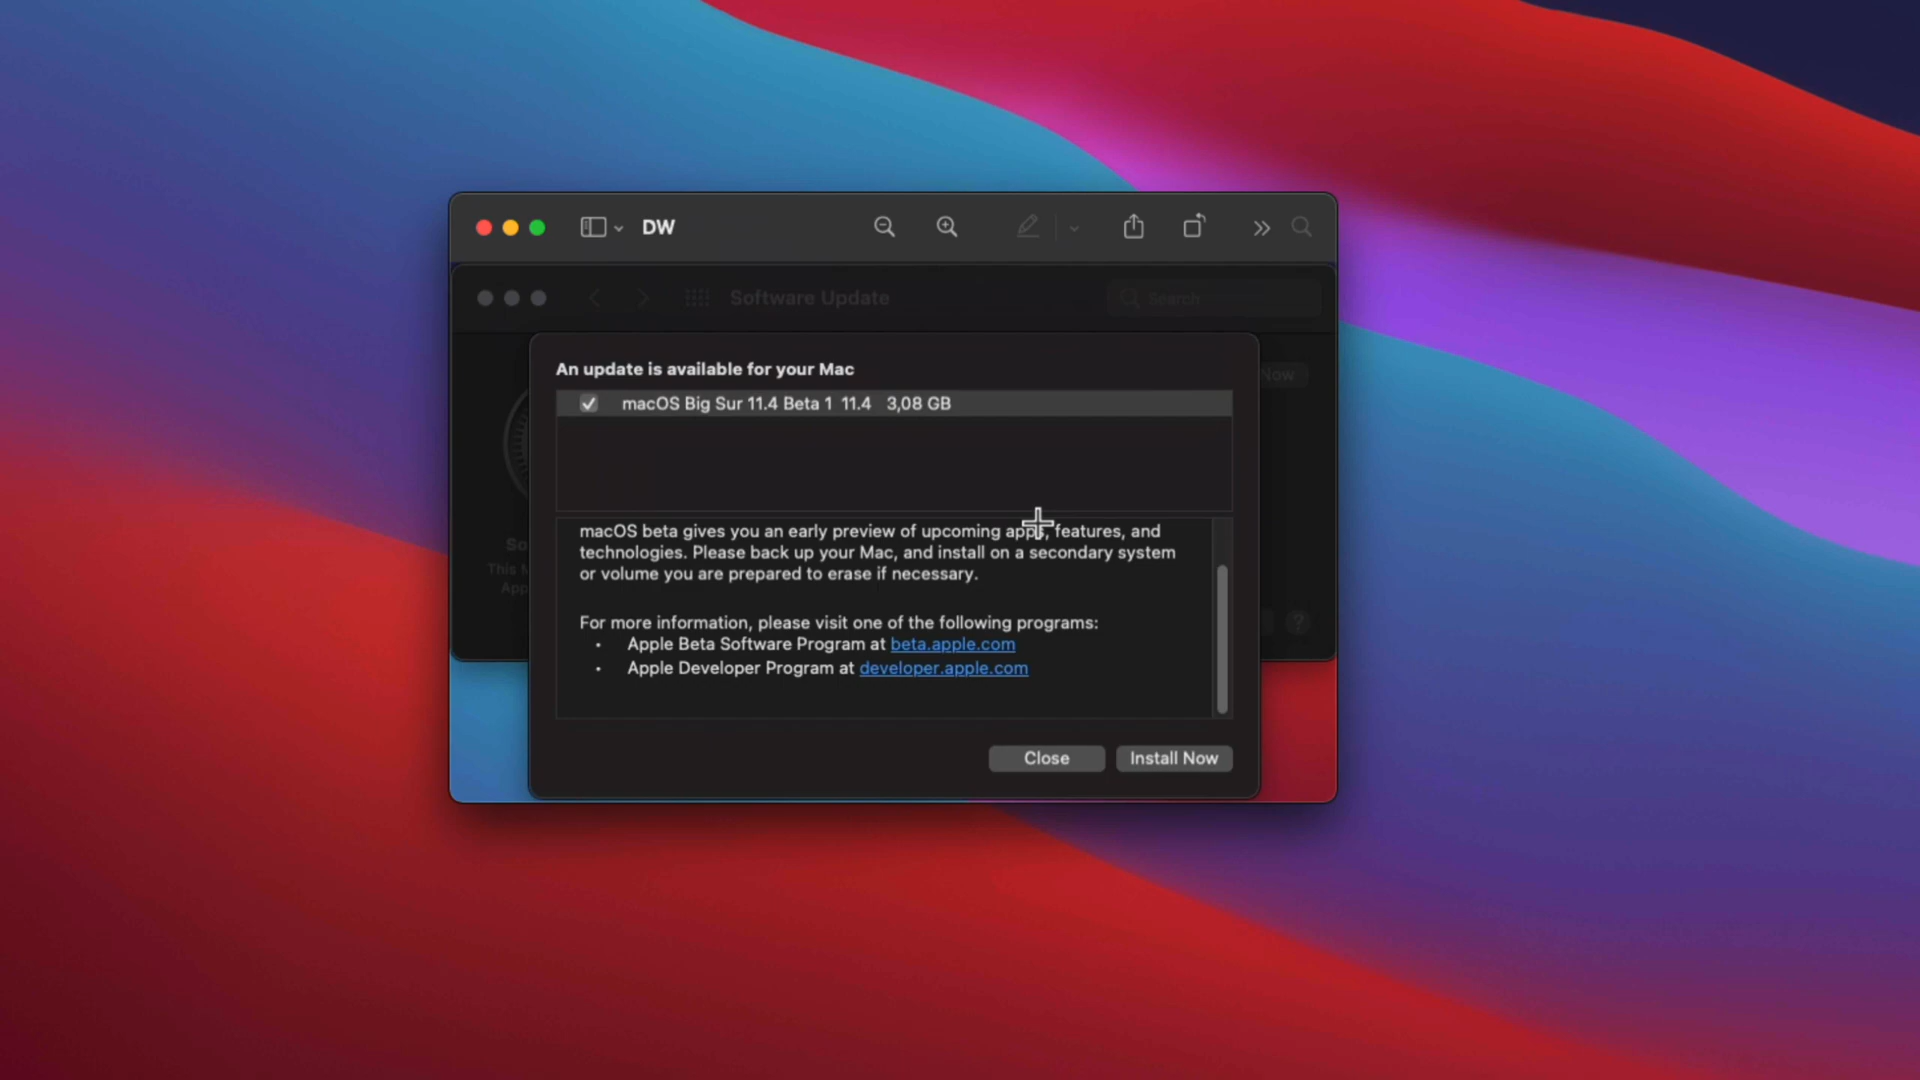 DW
Software Update
Search
Now
An update is available for your Mac
macOS Big Sur 11.4 Beta 1 11.4 3,08 GB
macOS beta gives you an early preview of upcoming apps, features, and
technologies. Please back up your Mac, and install on a secondary system
or volume you are prepared to erase if necessary.
So
This M
App
For more information, please visit one of the following programs:
• Apple Beta Software Program at beta.apple.com
• Apple Developer Program at developer.apple.com
?
Close
Install Now